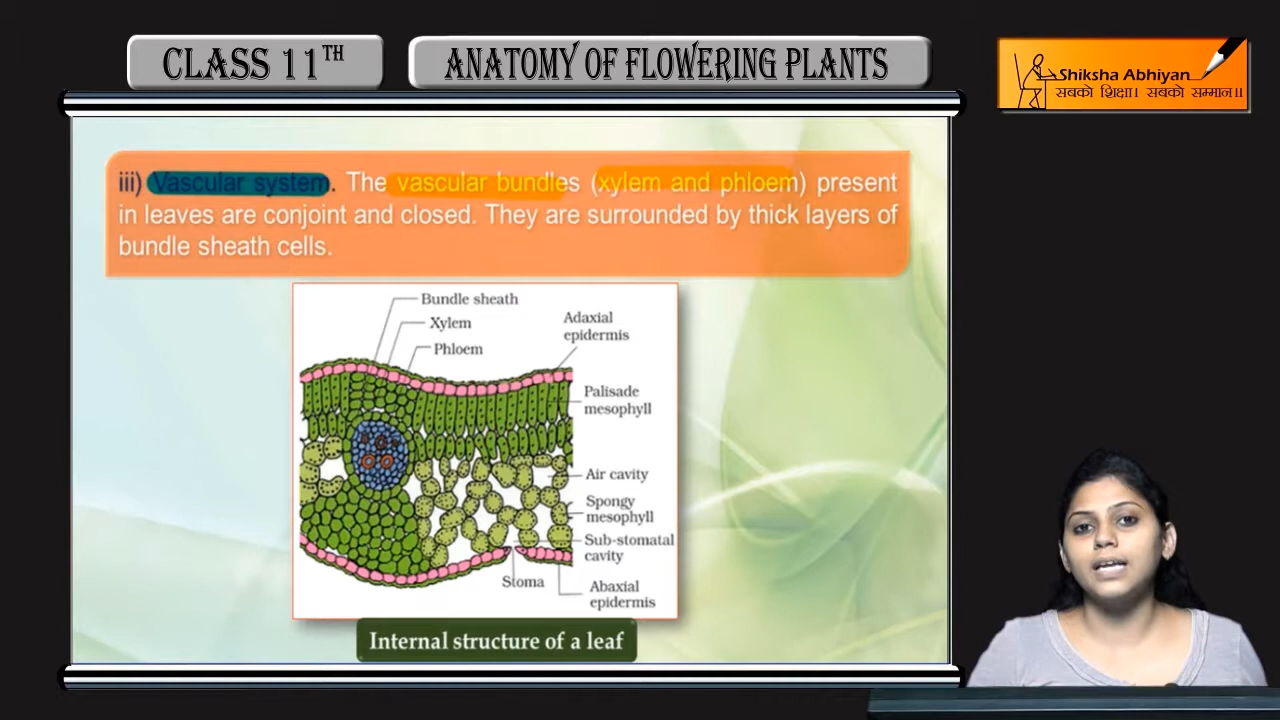 CLASS 11TH
ANATOMY OF FLOWERING PLANTS
Shiksha Abhiyan
सबको शिक्षा। सबको सम्मान।।
iii) Vascular system. The vascular bundles (xylem and phloem) present
in leaves are conjoint and closed. They are surrounded by thick layers of
bundle sheath cells.
Bundle sheath
Xylem
Phloem
Adaxial
epidermis
Palisade
mesophyll
Air cavity
Spongy
mesophyll
Sub-stomatal
cavity
Stoma
Abaxial
epidermis
Internal structure of a leaf